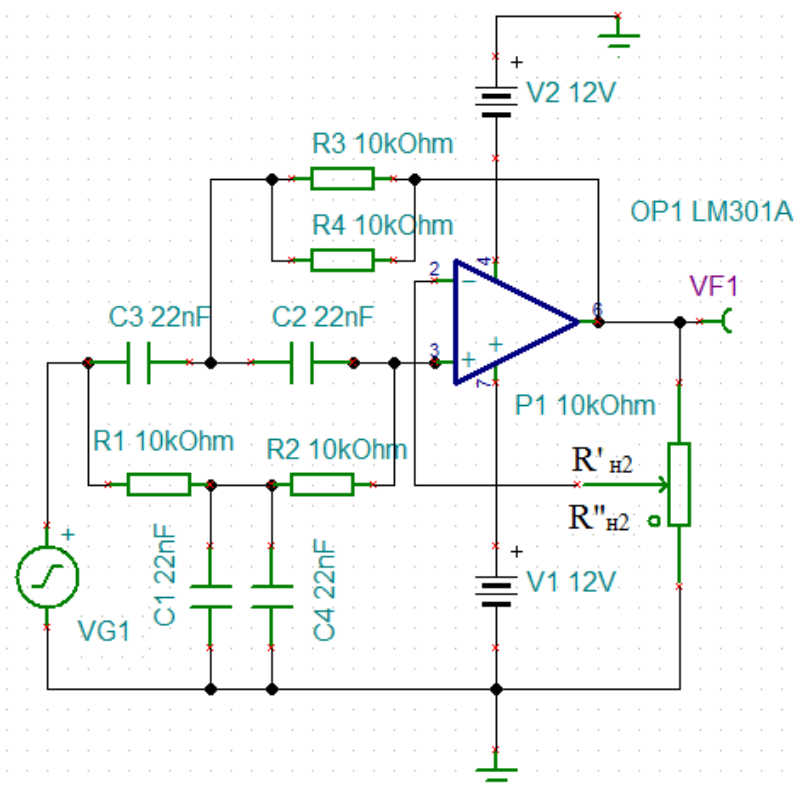 +
V2 12V
R3 10kOhm
R4 10kOhm
OP1 LM301A
4
2
−
VF1
6
C3 22nF
C2 22nF
3
+
+
7
P1 10kOhm
R1 10kOhm
R2 10kOhm
R'н2
R"н2
+
+
V1 12V
C1 22nF
C4 22nF
VG1